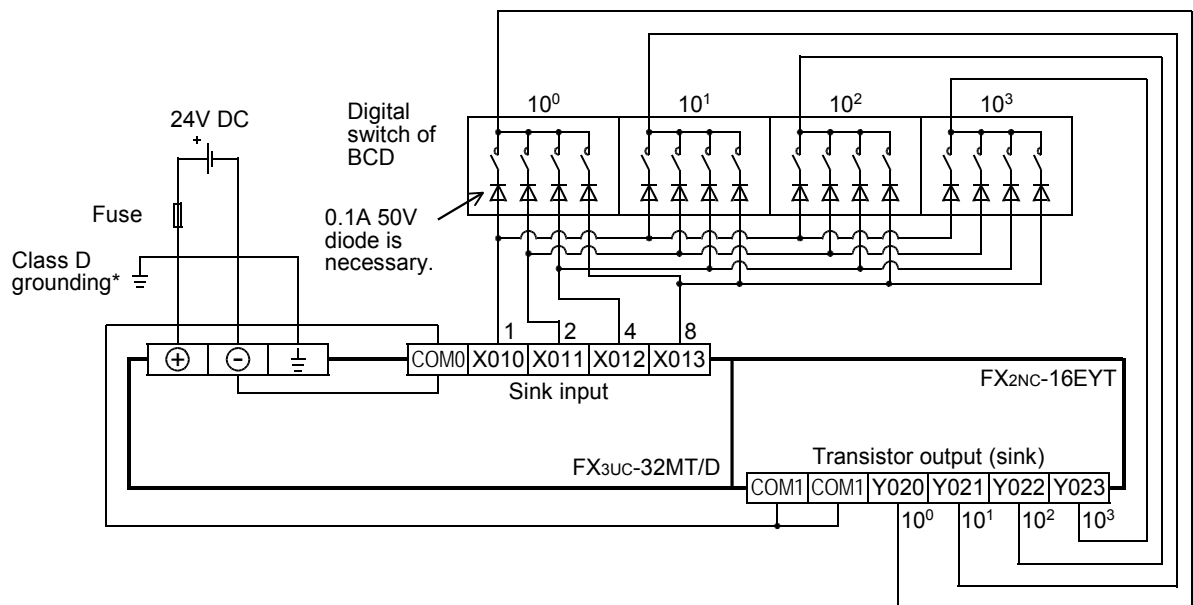 10⁰ 10¹ 10² 10³
Digital
switch of
BCD
24V DC
+
Fuse
0.1A 50V
diode is
necessary.
Class D
grounding*
1 2 4 8
+ - COM0 X010 X011 X012 X013
Sink input
FX2NC-16EYT
FX3UC-32MT/D
Transistor output (sink)
COM1 COM1 Y020 Y021 Y022 Y023
10⁰ 10¹ 10² 10³